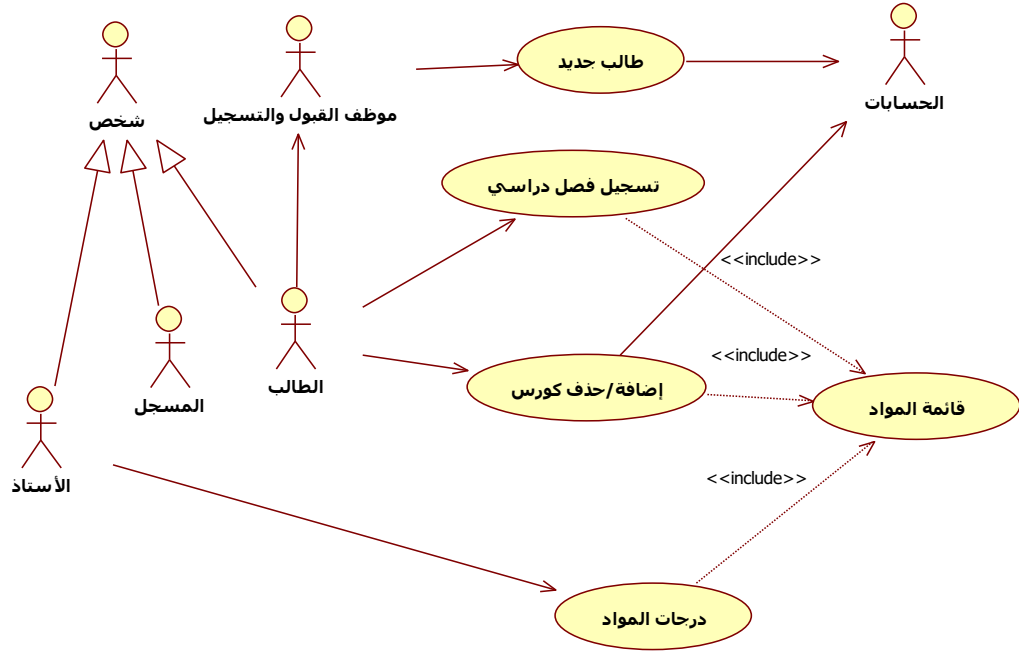 طالب جديد
الحسابات
موظف القبول والتسجيل
شخص
تسجيل فصل دراسي
<<include>>
<<include>>
الطالب
إضافة/حذف كورس
المسجل
قائمة المواد
<<include>>
الأستاذ
درجات المواد